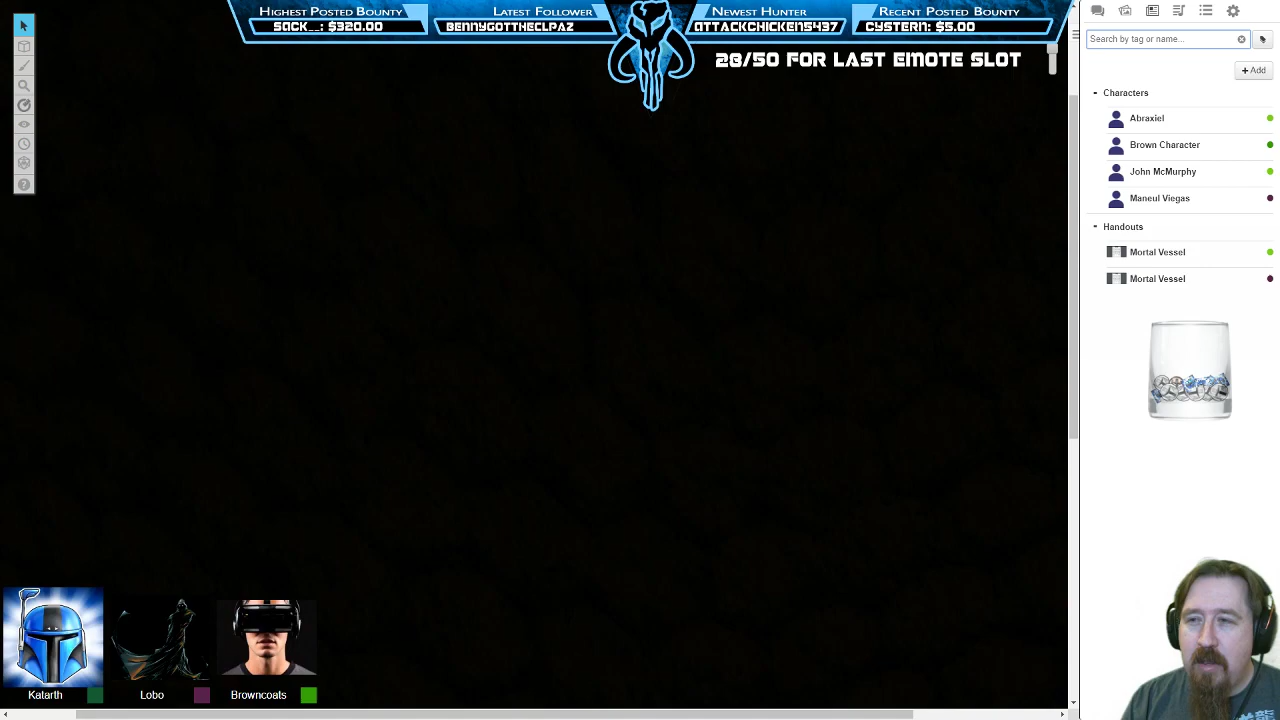 Highest Posted Bounty
sack__: $320.00
Latest Follower
BennyGotTheClpaz
Newest Hunter
attackchicken5437
Recent Posted Bounty
Cystern: $5.00
28/50 for last emote slot
Search by tag or name...
+ Add
Characters
Abraxiel
Brown Character
John McMurphy
Maneul Viegas
Handouts
Mortal Vessel
Mortal Vessel
Katarth
Lobo
Browncoats